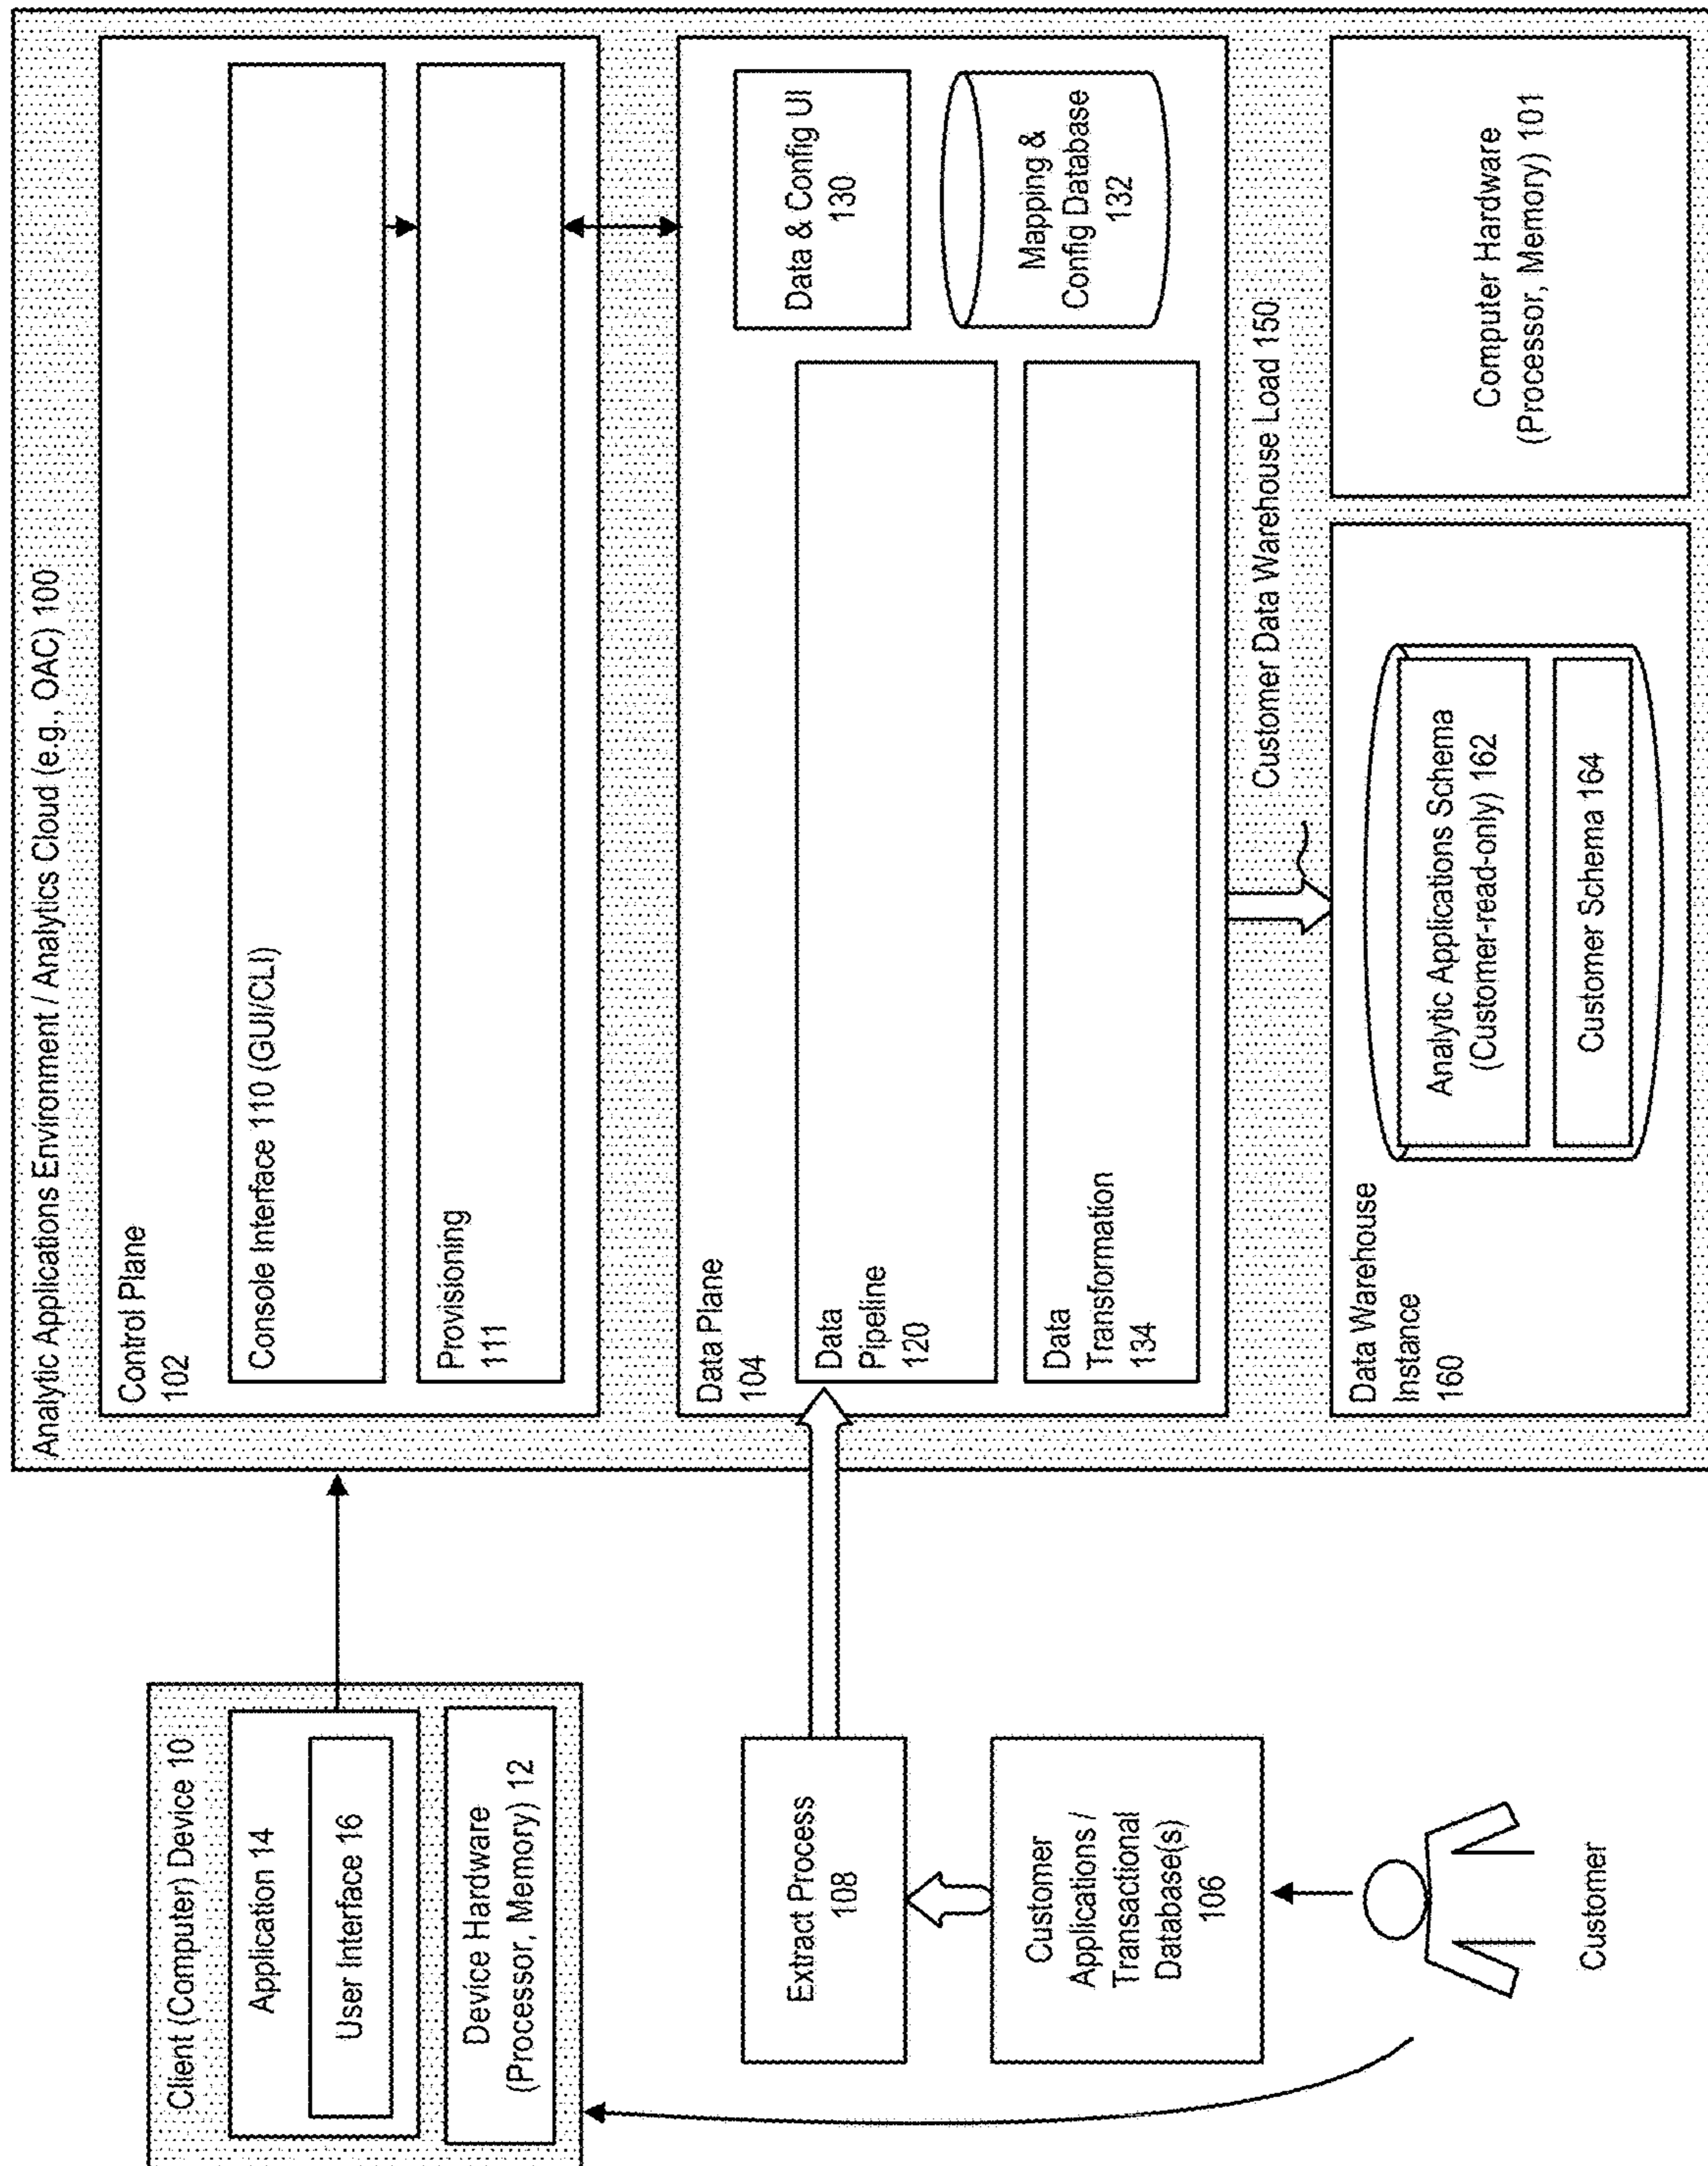 Client (Computer) Device 10
Application 14
User Interface 16
Device Hardware
(Processor, Memory) 12
Extract Process
108
Customer
Applications /
Transactional
Database(s)
106
Customer
Analytic Applications Environment / Analytics Cloud (e.g., OAC) 100
Control Plane
102
Console Interface 110 (GUI/CLI)
Provisioning
111
Data Plane
104
Data
Pipeline
120
Data
Transformation
134
Data & Config UI
130
Mapping &
Config Database
132
Customer Data Warehouse Load 150
Data Warehouse
Instance
160
Analytic Applications Schema
(Customer-read-only) 162
Customer Schema 164
Computer Hardware
(Processor, Memory) 101